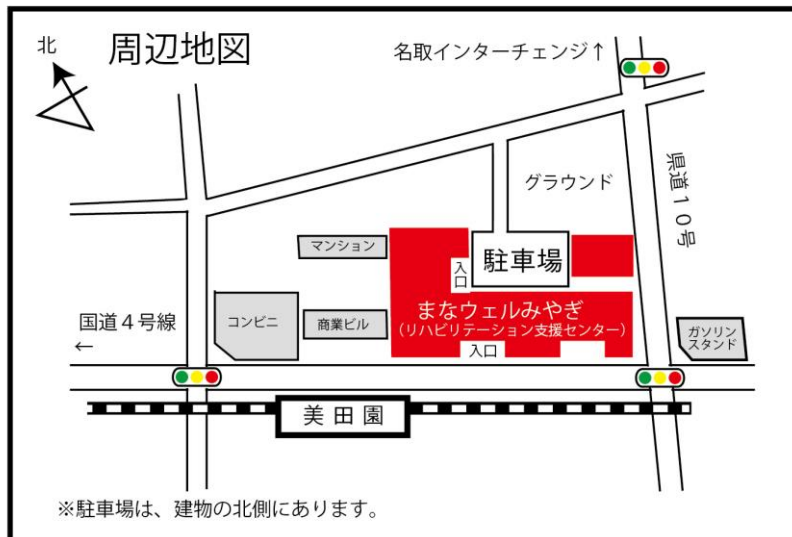 北
周辺地図
名取インターチェンジ↑
県道10号
グラウンド
マンション
駐車場
入口
まなウェルみやぎ
(リハビリテーション支援センター)
入口
コンビニ
商業ビル
国道4号線
←
ガソリン
スタンド
美田園
※駐車場は、建物の北側にあります。